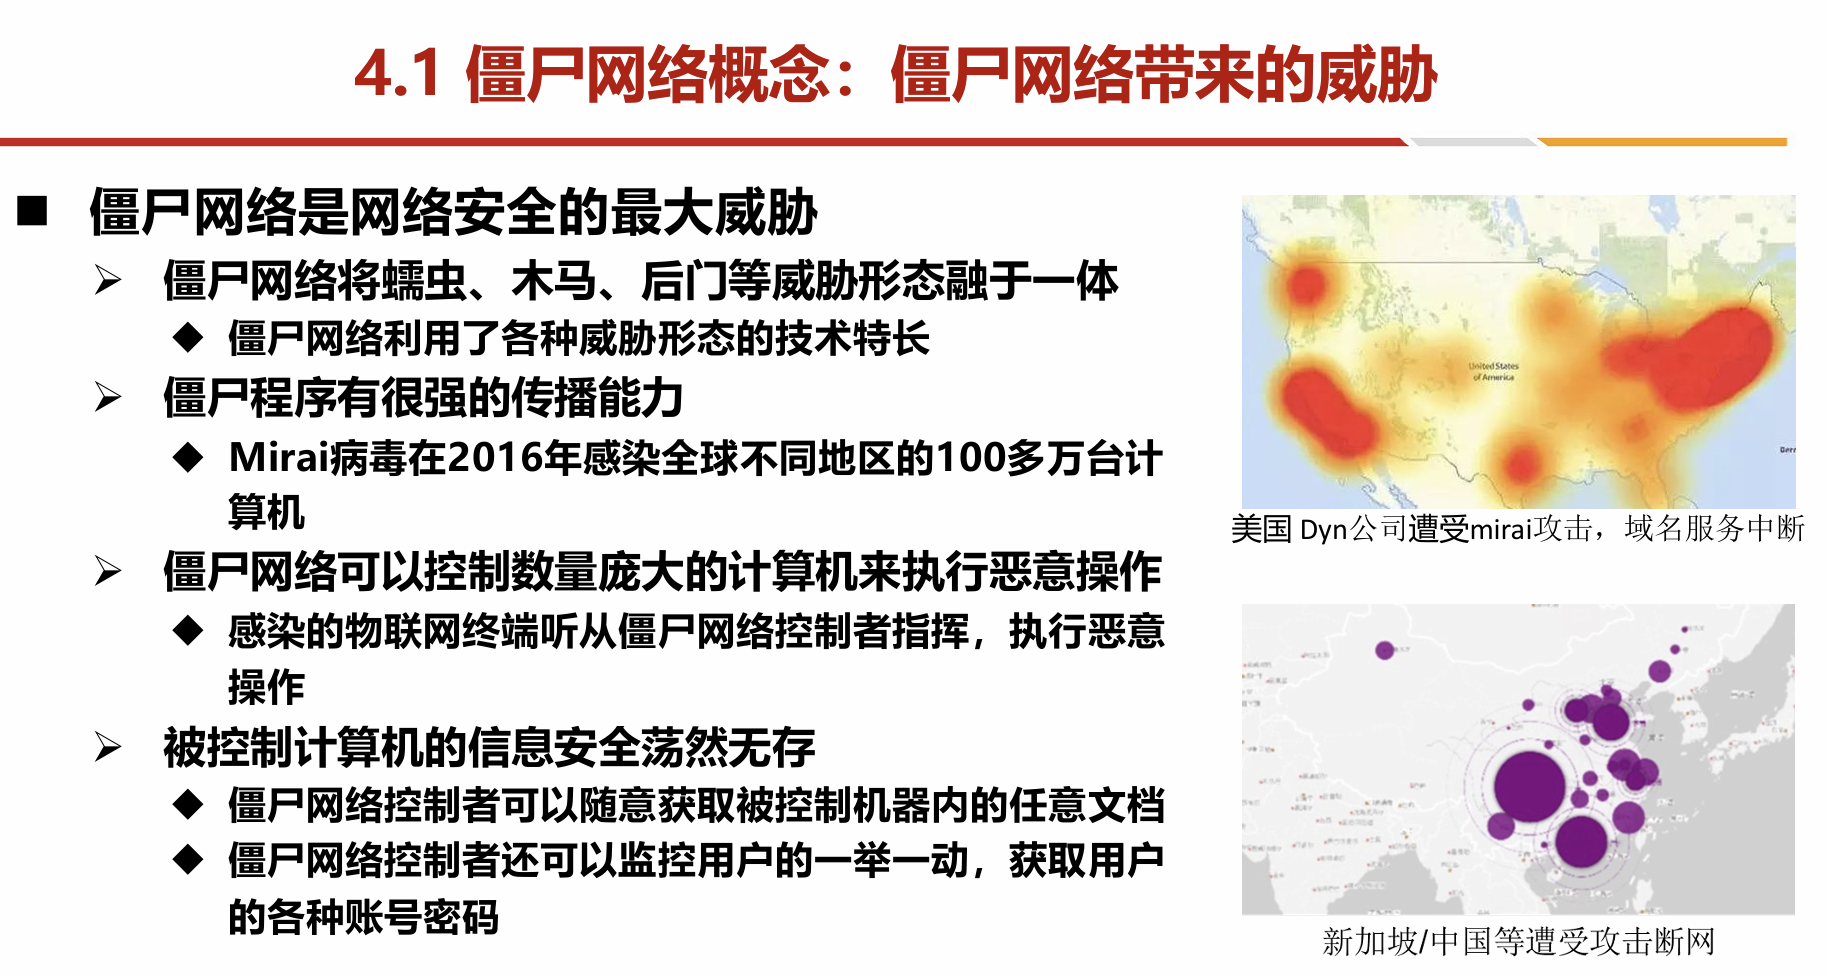 4.1 僵尸网络概念：僵尸网络带来的威胁
僵尸网络是网络安全的最大威胁
僵尸网络将蠕虫、木马、后门等威胁形态融于一体
僵尸网络利用了各种威胁形态的技术特长
僵尸程序有很强的传播能力
Mirai病毒在2016年感染全球不同地区的100多万台计
算机
僵尸网络可以控制数量庞大的计算机来执行恶意操作
感染的物联网终端听从僵尸网络控制者指挥，执行恶意
操作
被控制计算机的信息安全荡然无存
僵尸网络控制者可以随意获取被控制机器内的任意文档
僵尸网络控制者还可以监控用户的一举一动，获取用户
的各种账号密码
United States
of America
Ber
美国 Dyn公司遭受mirai攻击，域名服务中断
新加坡/中国等遭受攻击断网